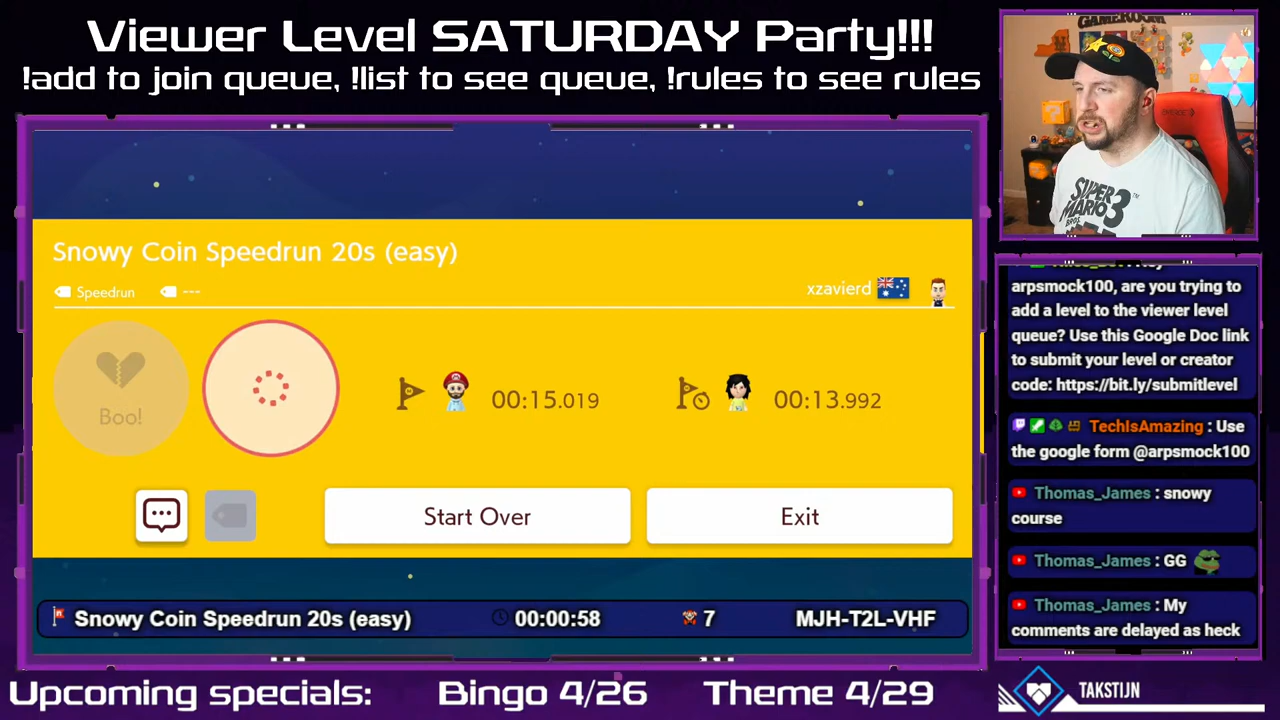 Viewer Level SATURDAY Party!!!
!add to join queue, !list to see queue, !rules to see rules
Snowy Coin Speedrun 20s (easy)
Speedrun ---
xzavierd
Boo!
00:15.019
00:13.992
Start Over
Exit
Snowy Coin Speedrun 20s (easy) 00:00:58 7 MJH-T2L-VHF
Upcoming specials: Bingo 4/26 Theme 4/29
GAMEROOM
SUPER
MARIO 3
BROS.
arpsmock100, are you trying to
add a level to the viewer level
queue? Use this Google Doc link
to submit your level or creator
code: https://bit.ly/submitlevel
TechIsAmazing : Use
the google form @arpsmock100
Thomas_James : snowy
course
Thomas_James : GG
Thomas_James : My
comments are delayed as heck
TAKSTIJN